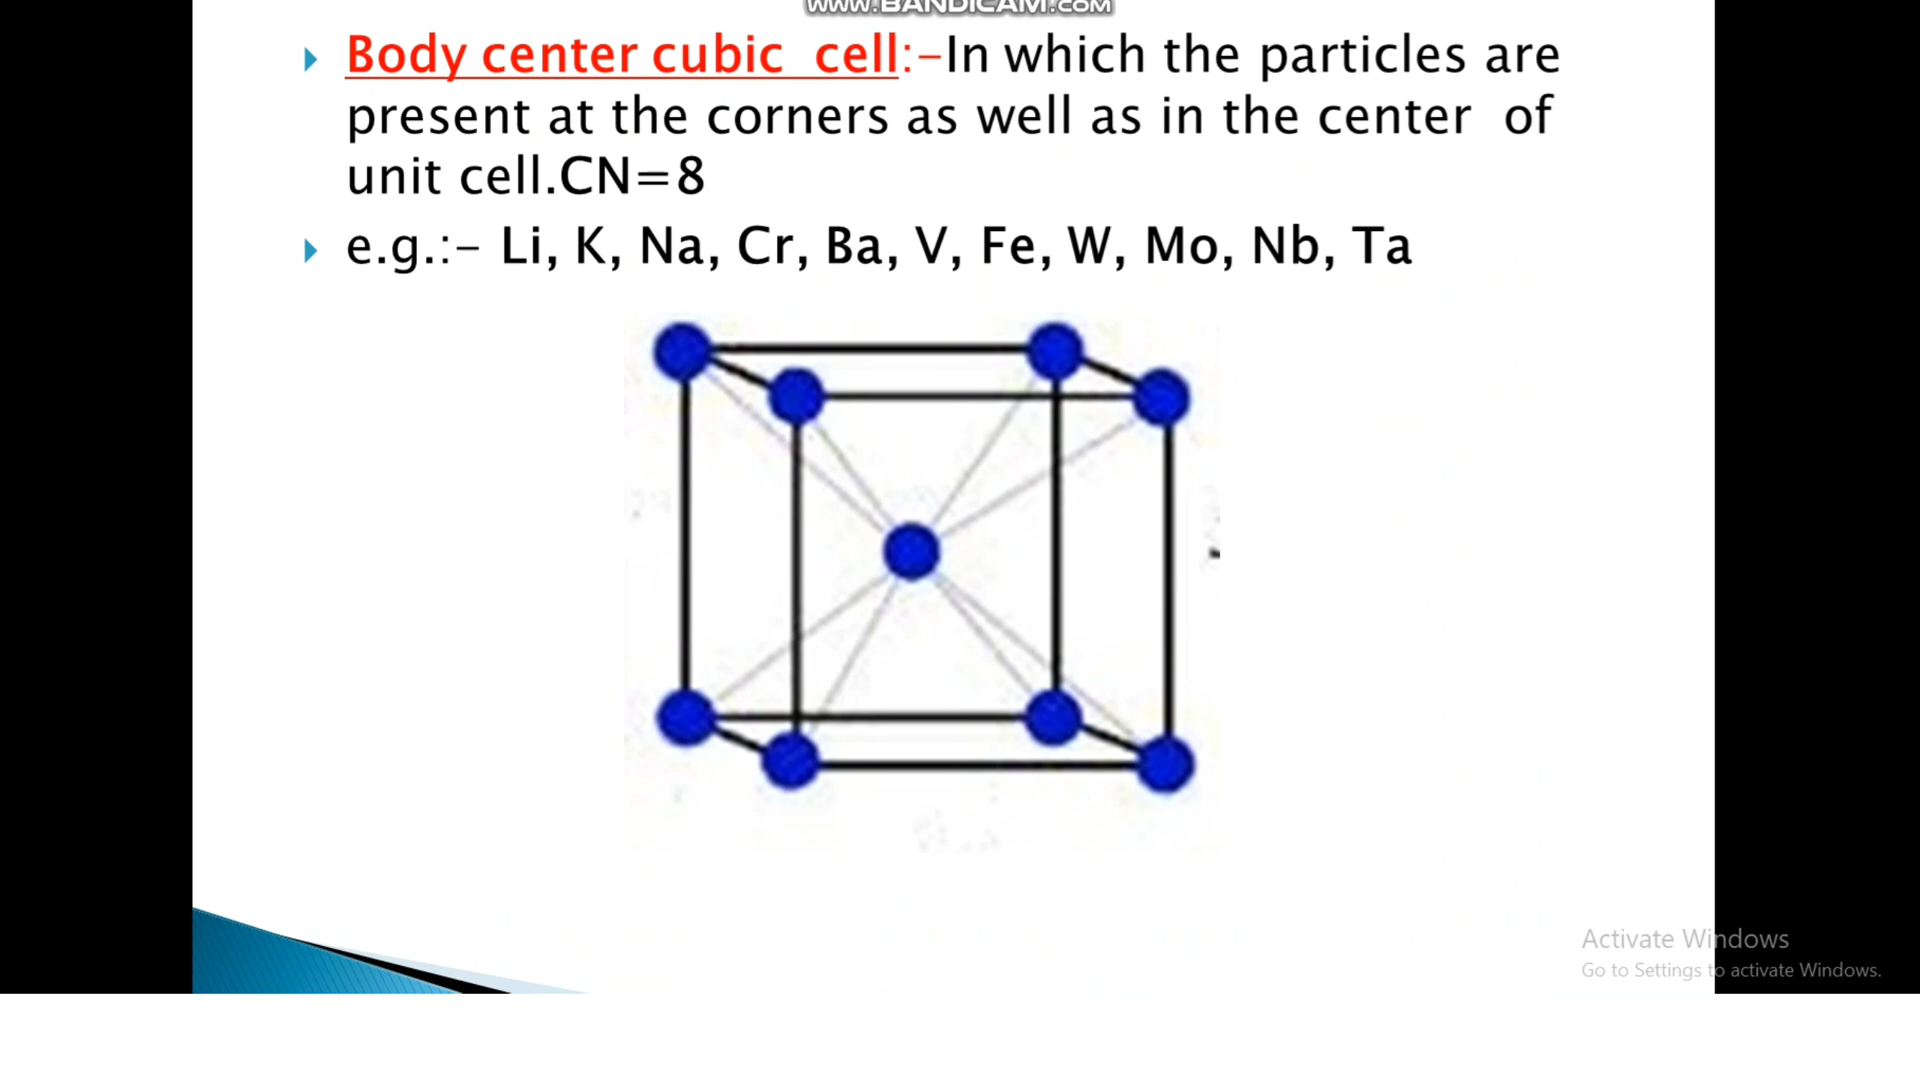 WWW.BANDICAM.COM
Body center cubic  cell:-In which the particles are
present at the corners as well as in the center  of
unit cell.CN=8
e.g.:- Li, K, Na, Cr, Ba, V, Fe, W, Mo, Nb, Ta
Activate Windows
Go to Settings to activate Windows.